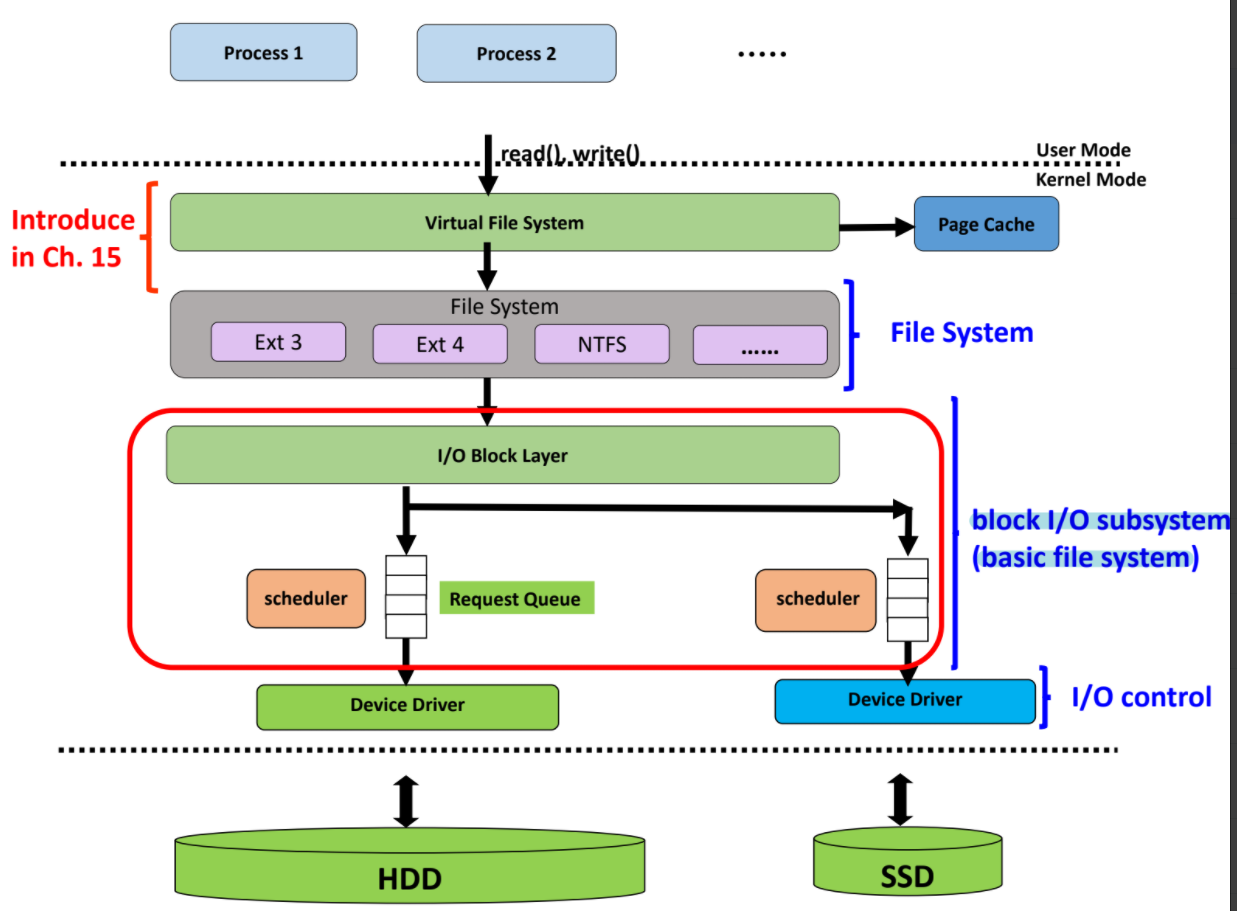 Process 1
Process 2
.....
read(), write()
User Mode
Kernel Mode
Introduce
in Ch. 15
Virtual File System
Page Cache
File System
Ext 3
Ext 4
NTFS
......
File System
I/O Block Layer
block I/O subsystem
(basic file system)
scheduler
Request Queue
scheduler
Device Driver
Device Driver
I/O control
HDD
SSD